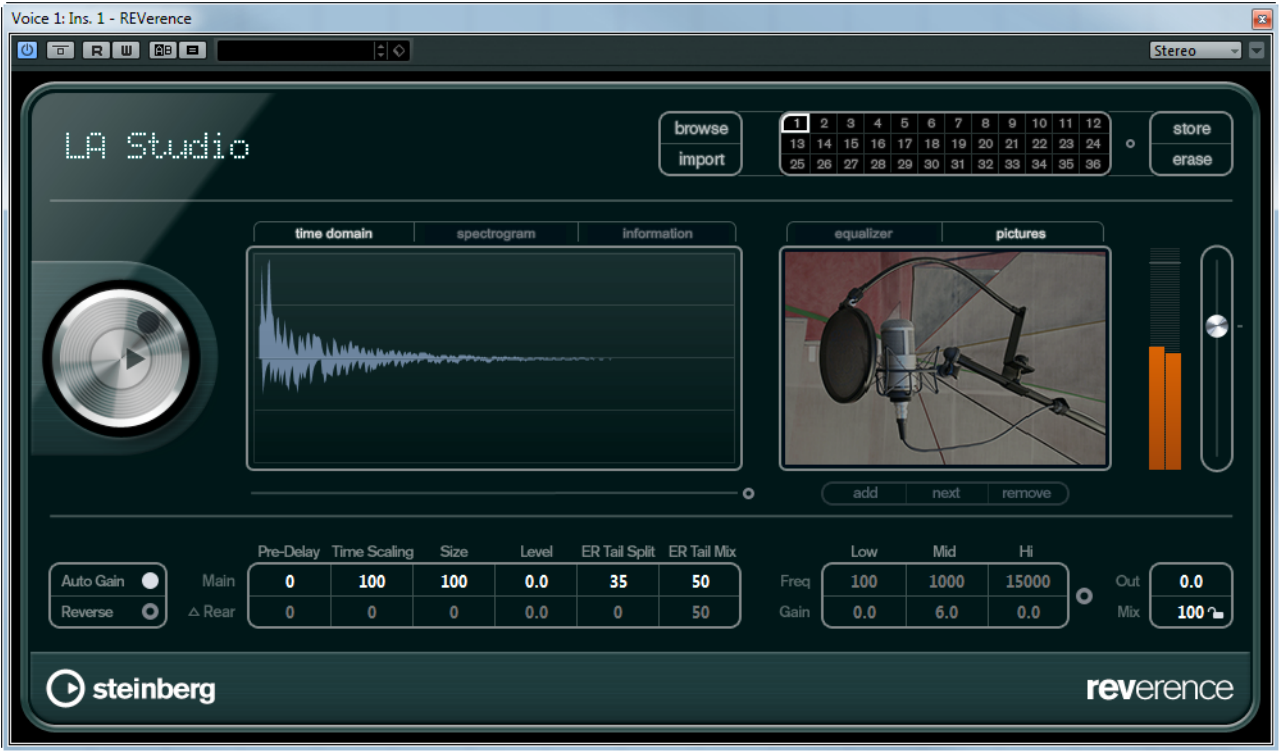 Voice 1: Ins. 1 - REVerence
R W AB Stereo
LA Studio
browse
import
1 2 3 4 5 6 7 8 9 10 11 12
13 14 15 16 17 18 19 20 21 22 23 24
25 26 27 28 29 30 31 32 33 34 35 36
store
erase
time domain spectrogram information
equalizer pictures
add next remove
Pre-Delay Time Scaling Size Level ER Tail Split ER Tail Mix
Low Mid Hi
Auto Gain Main 0 100 100 0.0 35 50
Freq 100 1000 15000 Out 0.0
Reverse △ Rear 0 0 0 0.0 0 50
Gain 0.0 6.0 0.0 Mix 100
steinberg
reverence